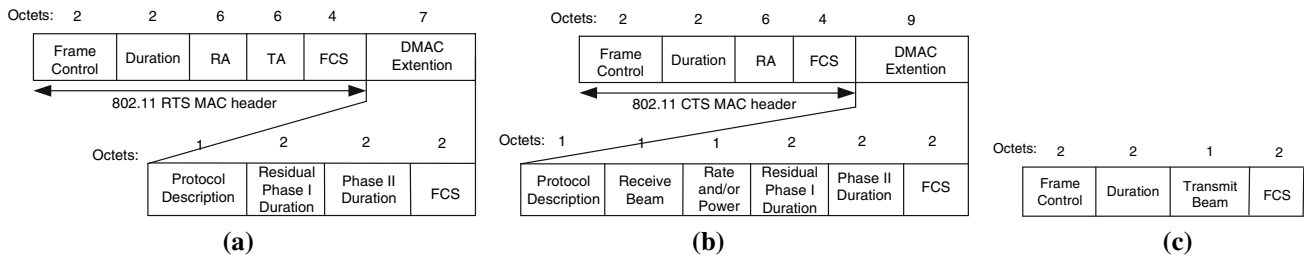 Octets: 2 2 6 6 4 7
Frame Control
Duration
RA
TA
FCS
DMAC Extention
802.11 RTS MAC header
Octets: 1 2 2 2
Protocol Description
Residual Phase I Duration
Phase II Duration
FCS
(a)
Octets: 2 2 6 4 9
Frame Control
Duration
RA
FCS
DMAC Extention
802.11 CTS MAC header
Octets: 1 1 1 2 2 2
Protocol Description
Receive Beam
Rate and/or Power
Residual Phase I Duration
Phase II Duration
FCS
(b)
Octets: 2 2 1 2
Frame Control
Duration
Transmit Beam
FCS
(c)